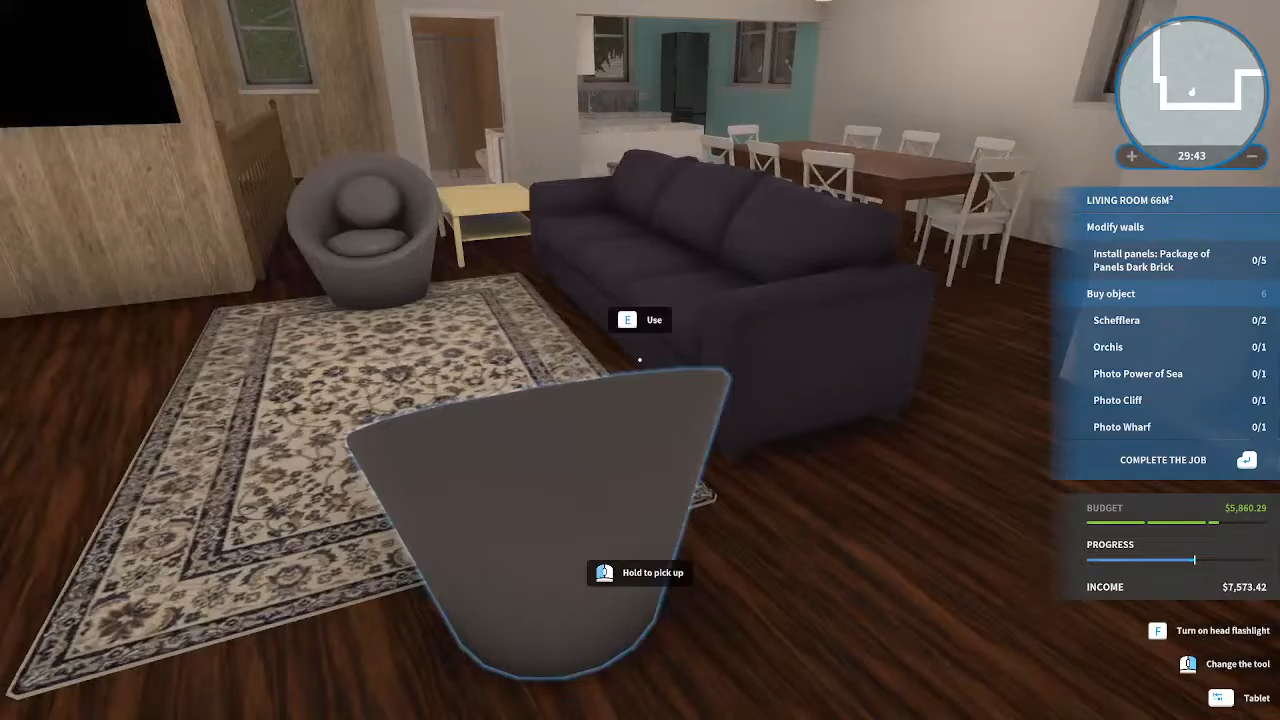 + 29:43 −
LIVING ROOM 66M²
Modify walls
Install panels: Package of
Panels Dark Brick 0/5
Buy object 6
Schefflera 0/2
Orchis 0/1
Photo Power of Sea 0/1
Photo Cliff 0/1
Photo Wharf 0/1
COMPLETE THE JOB
E Use
Hold to pick up
BUDGET $5,860.29
PROGRESS
INCOME $7,573.42
F Turn on head flashlight
Change the tool
Tablet